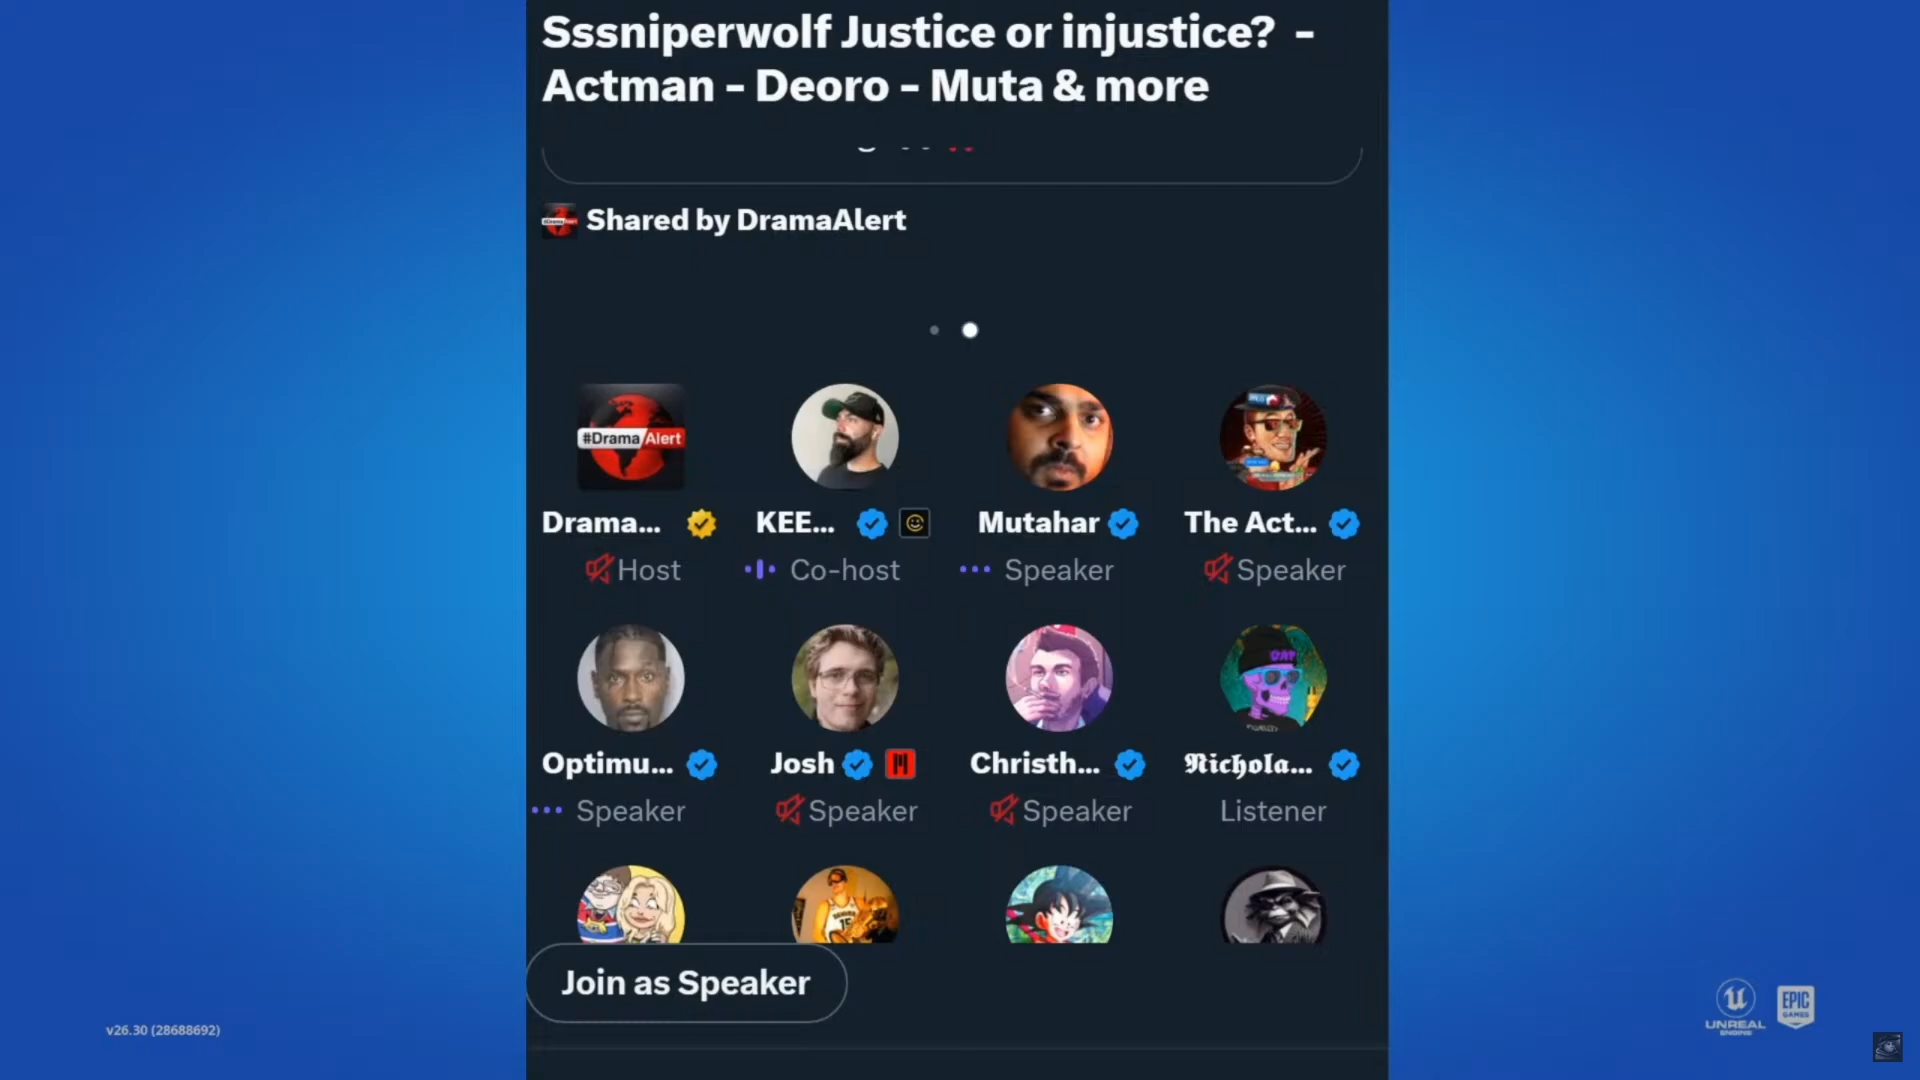 Sssniperwolf Justice or injustice? -
Actman - Deoro - Muta & more
Shared by DramaAlert
#Drama Alert
Drama...
KEE...
Mutahar
The Act...
Host
Co-host
Speaker
Speaker
Optimu...
Josh
Christh...
𝕹𝖎𝖈𝖍𝖔𝖑𝖆...
Speaker
Speaker
Speaker
Listener
Join as Speaker
v26.30 (28688692)
UNREAL
ENGINE
EPIC
GAMES